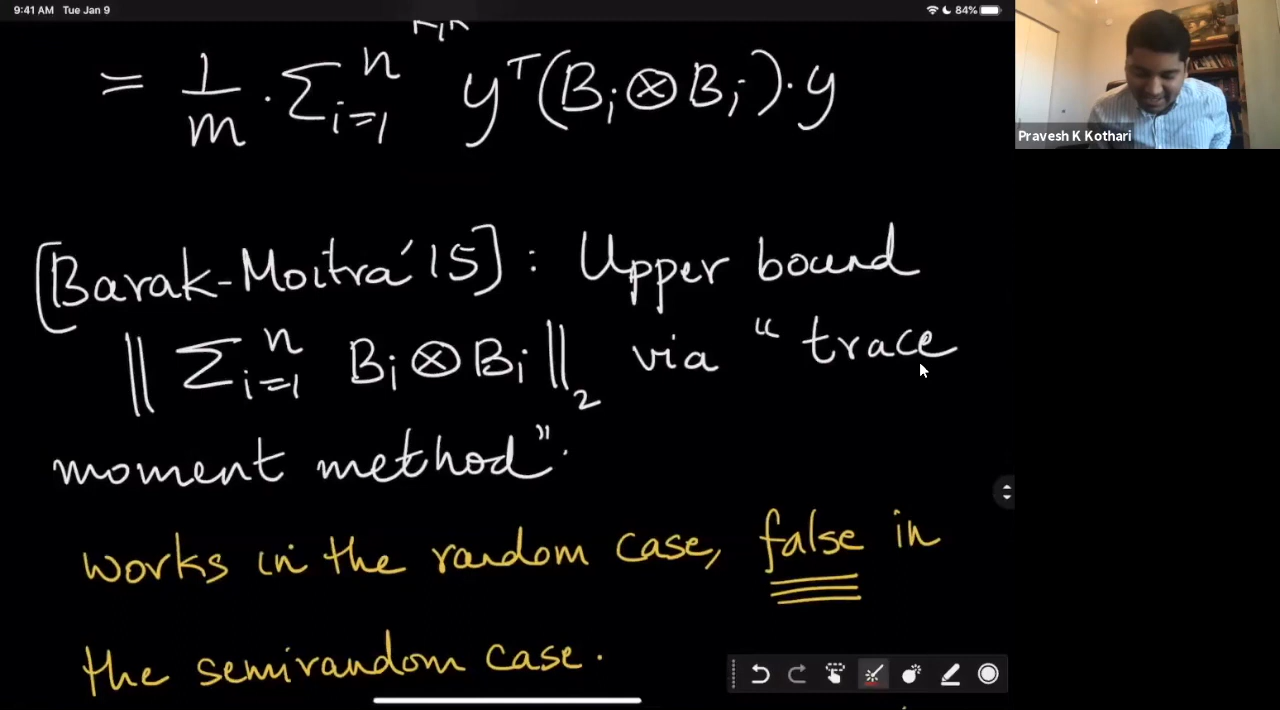 9:41 AM Tue Jan 9
84%
= 1/m · Σ_{i=1}^{n} y^T (B_i ⊗ B_i) · y
Pravesh K Kothari
[Barak-Moitra'15] : Upper bound
|| Σ_{i=1}^{n} B_i ⊗ B_i ||_2 via "trace
moment method".
works in the random case, false in
the semirandom case.